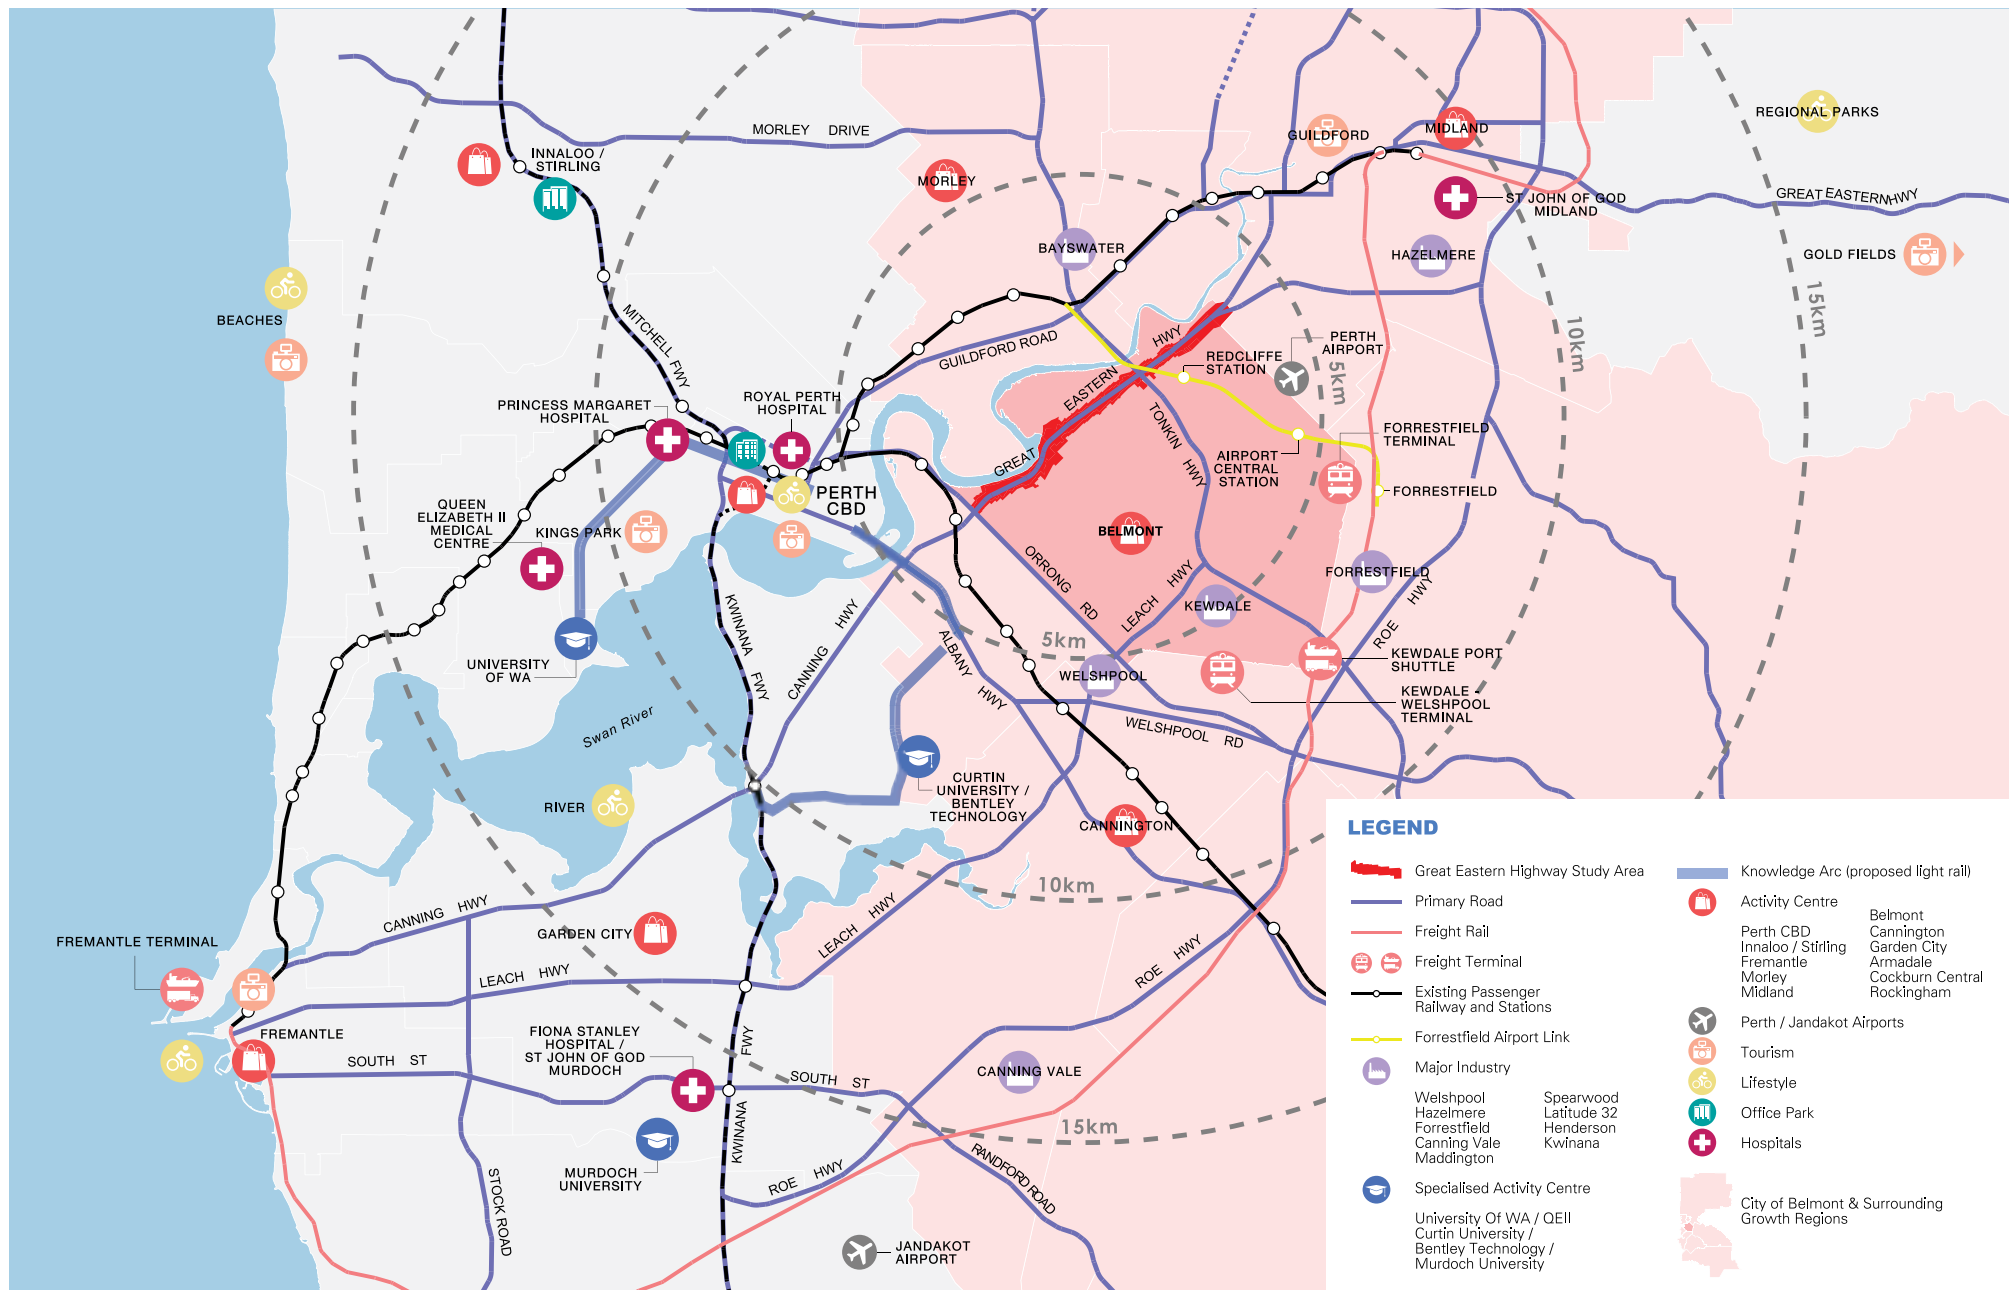 MORLEY DRIVE
INNALOO /
STIRLING
MORLEY
GUILDFORD
MIDLAND
REGIONAL PARKS
ST JOHN OF GOD
MIDLAND
GREAT EASTERN HWY
BAYSWATER
HAZELMERE
GOLD FIELDS
BEACHES
MITCHELL FWY
15km
10km
5km
GUILDFORD ROAD
HWY
EASTERN
GREAT
PERTH
AIRPORT
REDCLIFFE
STATION
PRINCESS MARGARET
HOSPITAL
ROYAL PERTH
HOSPITAL
TONKIN
HWY
FORRESTFIELD
TERMINAL
AIRPORT
CENTRAL
STATION
FORRESTFIELD
PERTH
CBD
QUEEN
ELIZABETH II
MEDICAL
CENTRE
KINGS PARK
BELMONT
ORRONG RD
LEACH HWY
FORRESTFIELD
KEWDALE
ROE HWY
KWINANA FWY
CANNING HWY
ALBANY HWY
5km
UNIVERSITY
OF WA
WELSHPOOL
KEWDALE PORT
SHUTTLE
KEWDALE -
WELSHPOOL
TERMINAL
Swan River
WELSHPOOL RD
RIVER
CURTIN
UNIVERSITY /
BENTLEY
TECHNOLOGY
CANNINGTON
10km
CANNING HWY
GARDEN CITY
LEACH HWY
FREMANTLE TERMINAL
LEACH HWY
ROE HWY
FREMANTLE
SOUTH ST
FIONA STANLEY
HOSPITAL /
ST JOHN OF GOD
MURDOCH
FWY
KWINANA
SOUTH ST
CANNING VALE
15km
MURDOCH
UNIVERSITY
ROE HWY
RANDFORD ROAD
STOCK ROAD
JANDAKOT
AIRPORT
LEGEND
Great Eastern Highway Study Area
Primary Road
Freight Rail
Freight Terminal
Existing Passenger
Railway and Stations
Forrestfield Airport Link
Major Industry
Welshpool
Hazelmere
Forrestfield
Canning Vale
Maddington
Spearwood
Latitude 32
Henderson
Kwinana
Specialised Activity Centre
University Of WA / QEII
Curtin University /
Bentley Technology /
Murdoch University
Knowledge Arc (proposed light rail)
Activity Centre
Perth CBD
Innaloo / Stirling
Fremantle
Morley
Midland
Belmont
Cannington
Garden City
Armadale
Cockburn Central
Rockingham
Perth / Jandakot Airports
Tourism
Lifestyle
Office Park
Hospitals
City of Belmont & Surrounding
Growth Regions